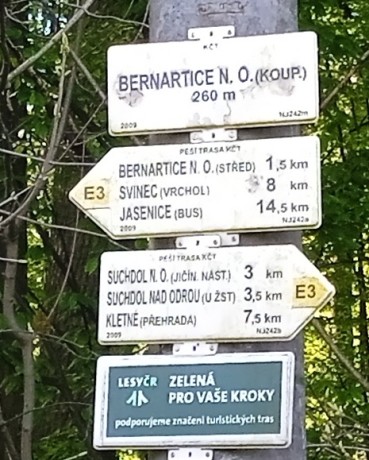 KČT
BERNARTICE N. O. (KOUP.)
260 m
2009 NJ242m
PĚŠÍ TRASA KČT
E3
BERNARTICE N. O. (STŘED) 1,5 km
SVINEC (VRCHOL) 8 km
JASENICE (BUS) 14,5 km
2009 NJ242a
PĚŠÍ TRASA KČT
SUCHDOL N. O. (JIČÍN. NÁST.) 3 km
SUCHDOL NAD ODROU (U ŽST) 3,5 km
KLETNÉ (PŘEHRADA) 7,5 km
E3
2009 NJ242b
LESYČR ZELENÁ
PRO VAŠE KROKY
podporujeme značení turistických tras